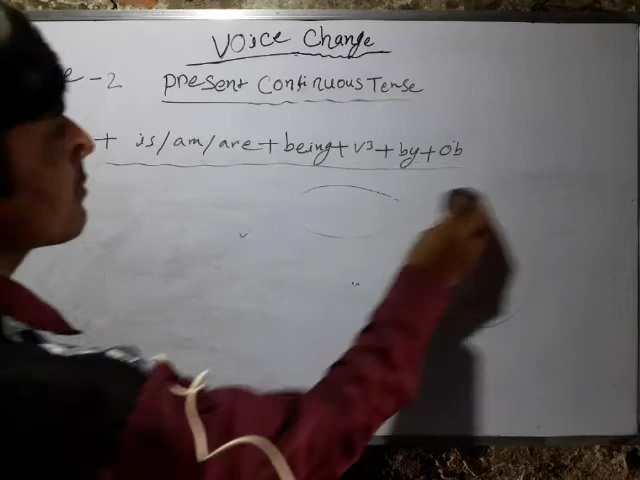 Voice Change
e-2 present Continuous Tense
+ is/am/are+being+v3+by+ob